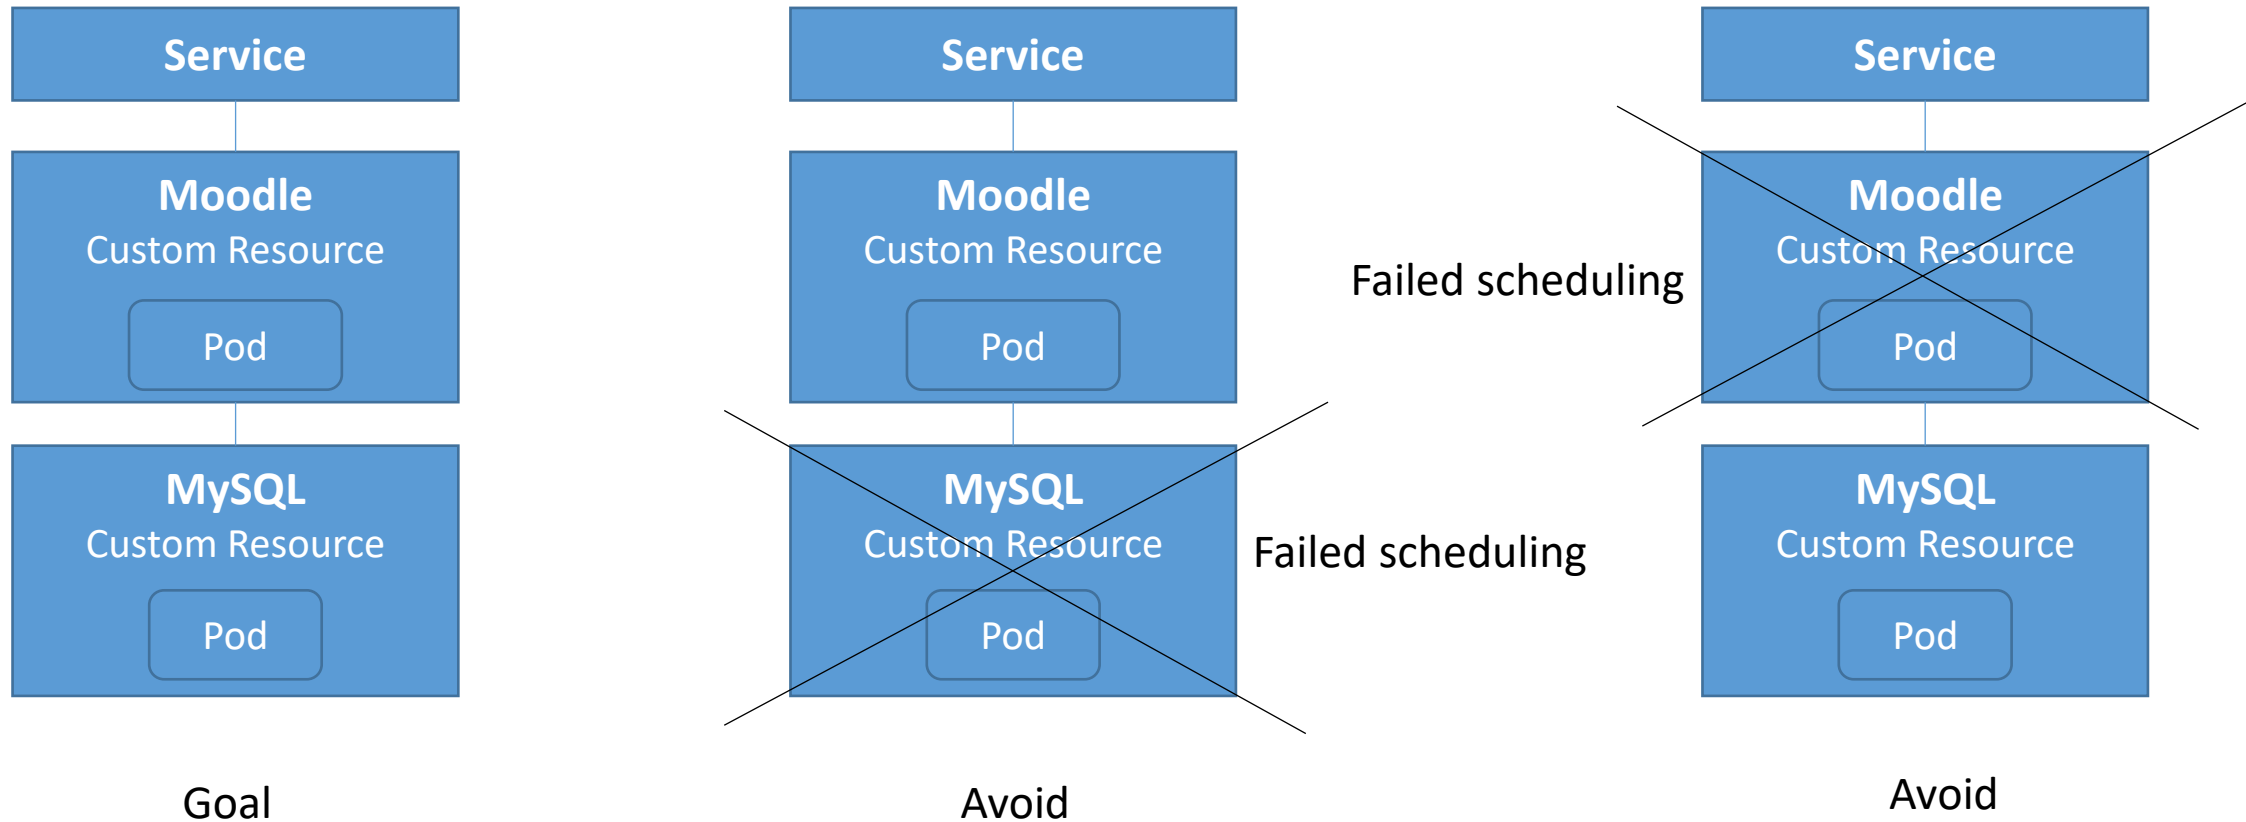 Service
Moodle
Custom Resource
Pod
MySQL
Custom Resource
Pod
Goal
Service
Moodle
Custom Resource
Pod
MySQL
Custom Resource
Pod
Failed scheduling
Avoid
Service
Failed scheduling
Moodle
Custom Resource
Pod
MySQL
Custom Resource
Pod
Avoid